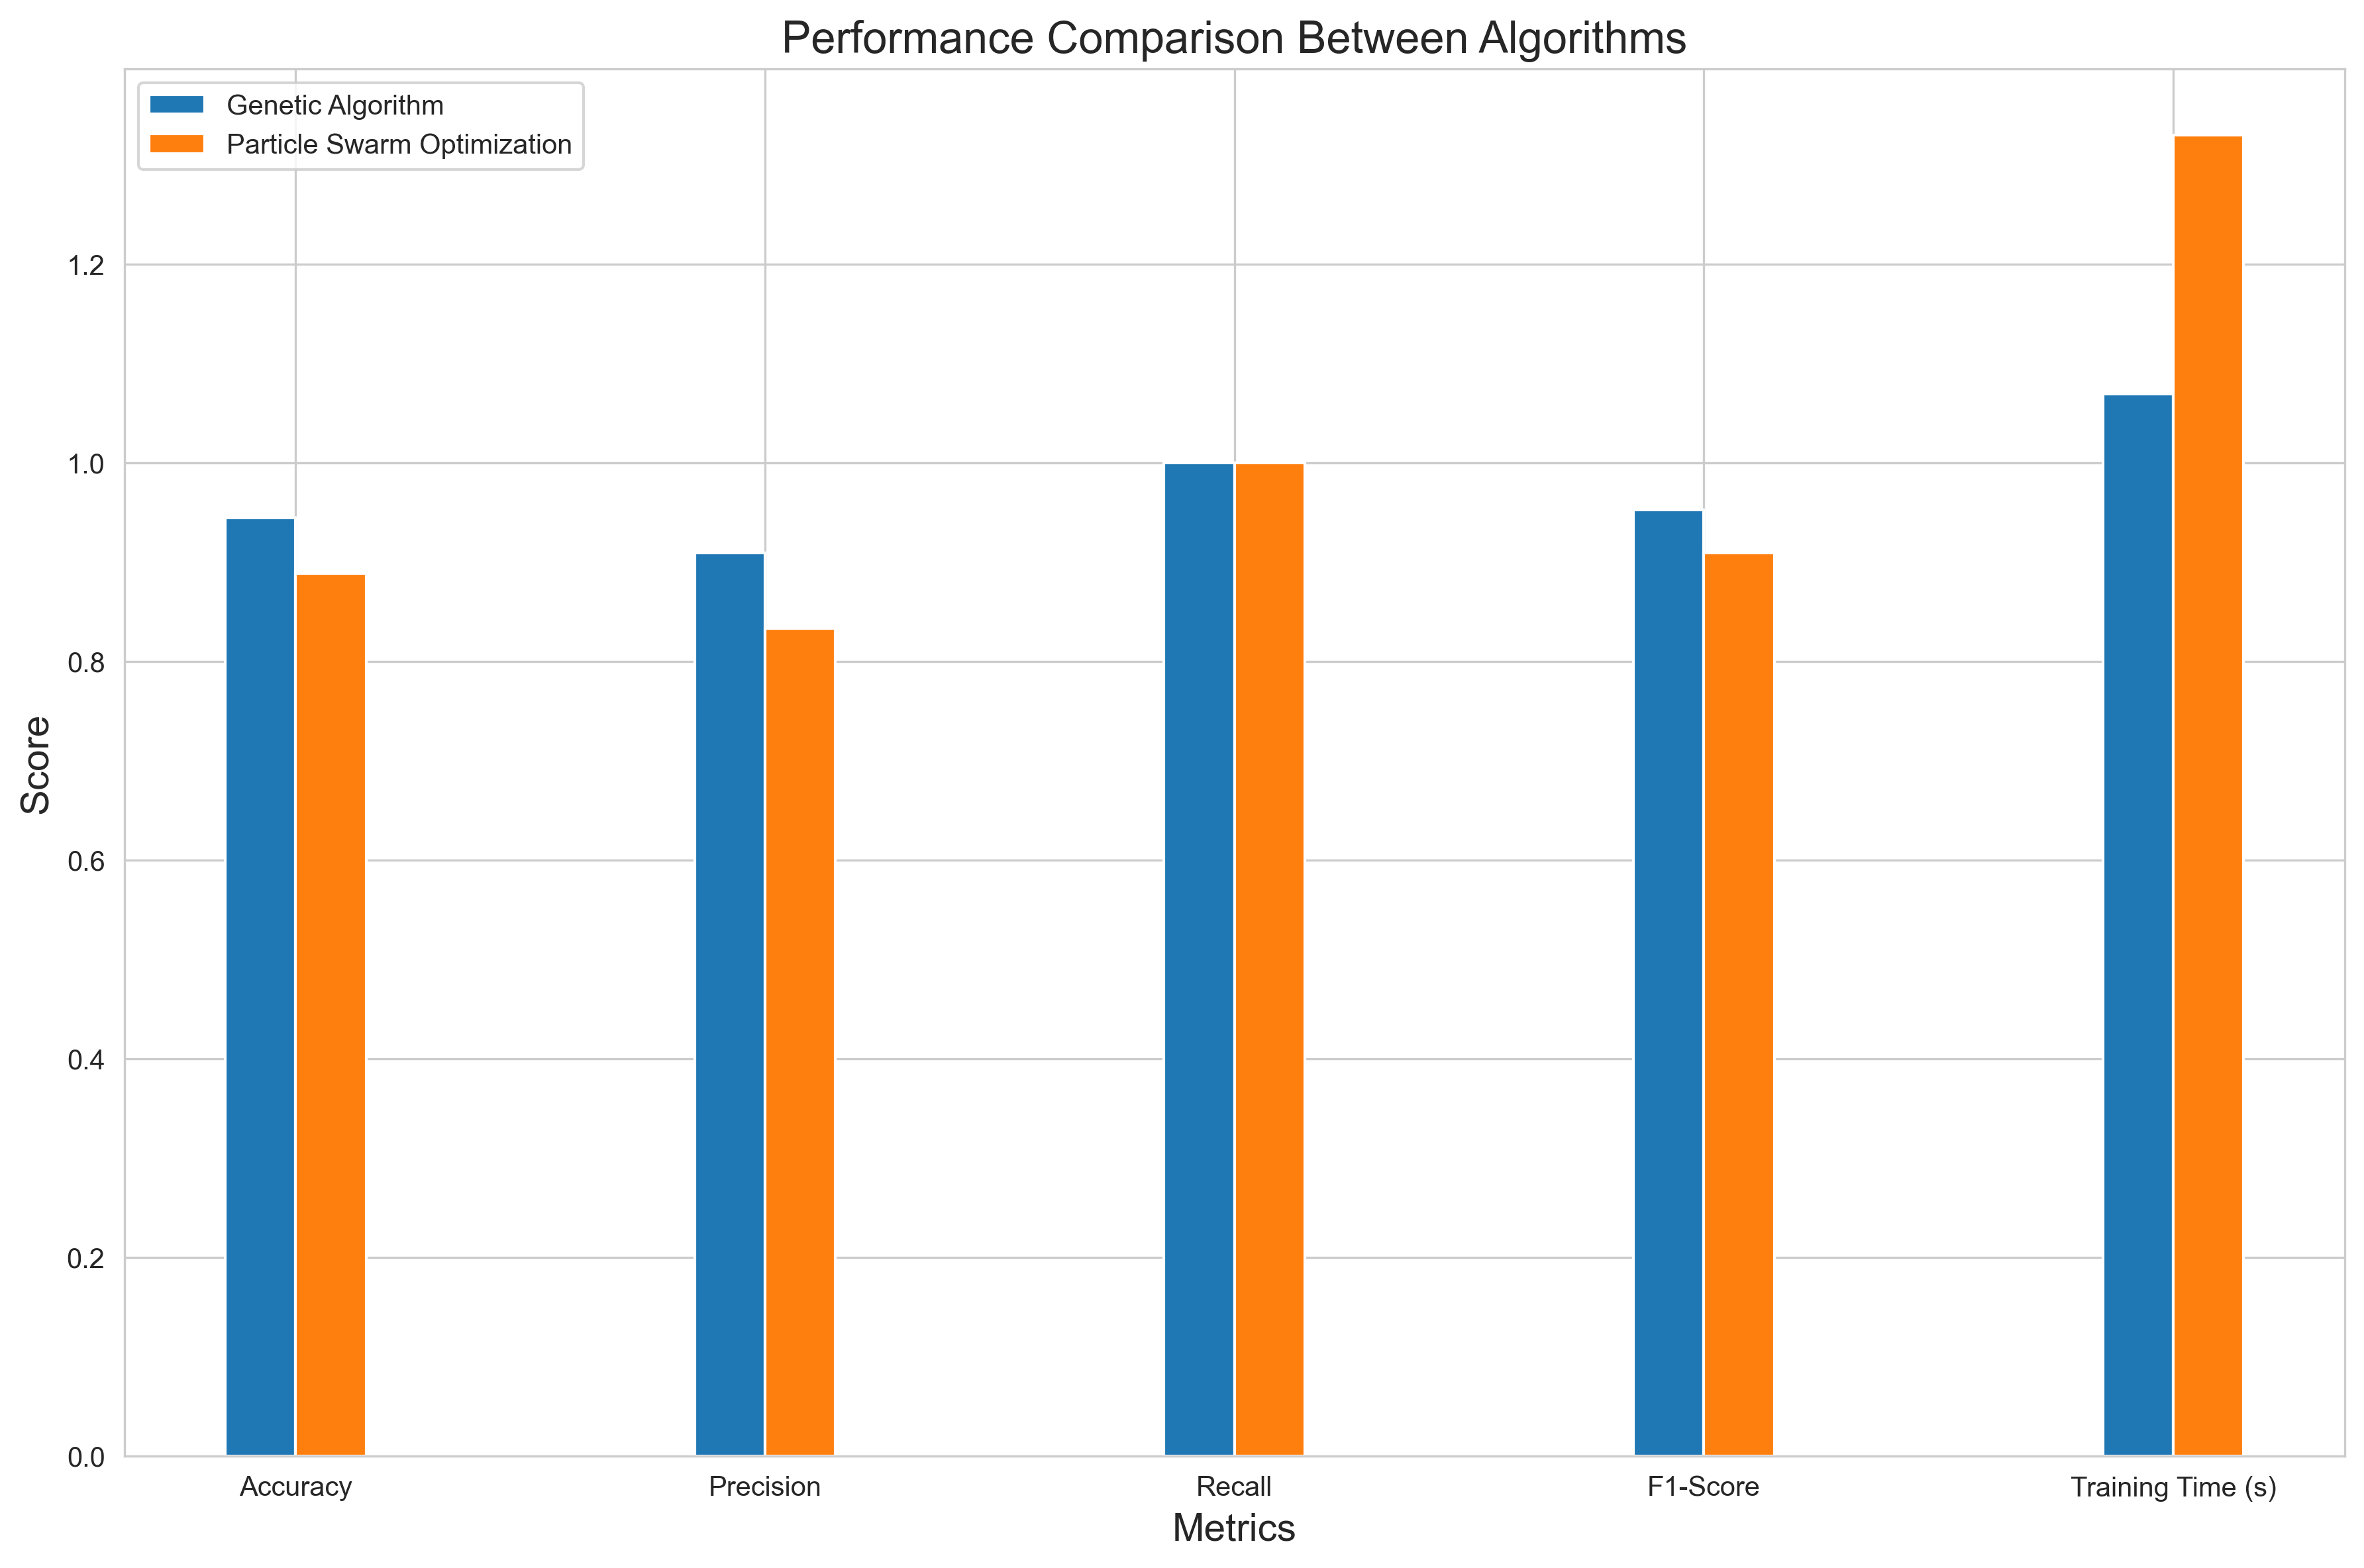 Performance Comparison Between Algorithms
Genetic Algorithm
Particle Swarm Optimization
1.2
1.0
0.8
0.6
0.4
0.2
0.0
Score
Accuracy
Precision
Recall
F1-Score
Training Time (s)
Metrics